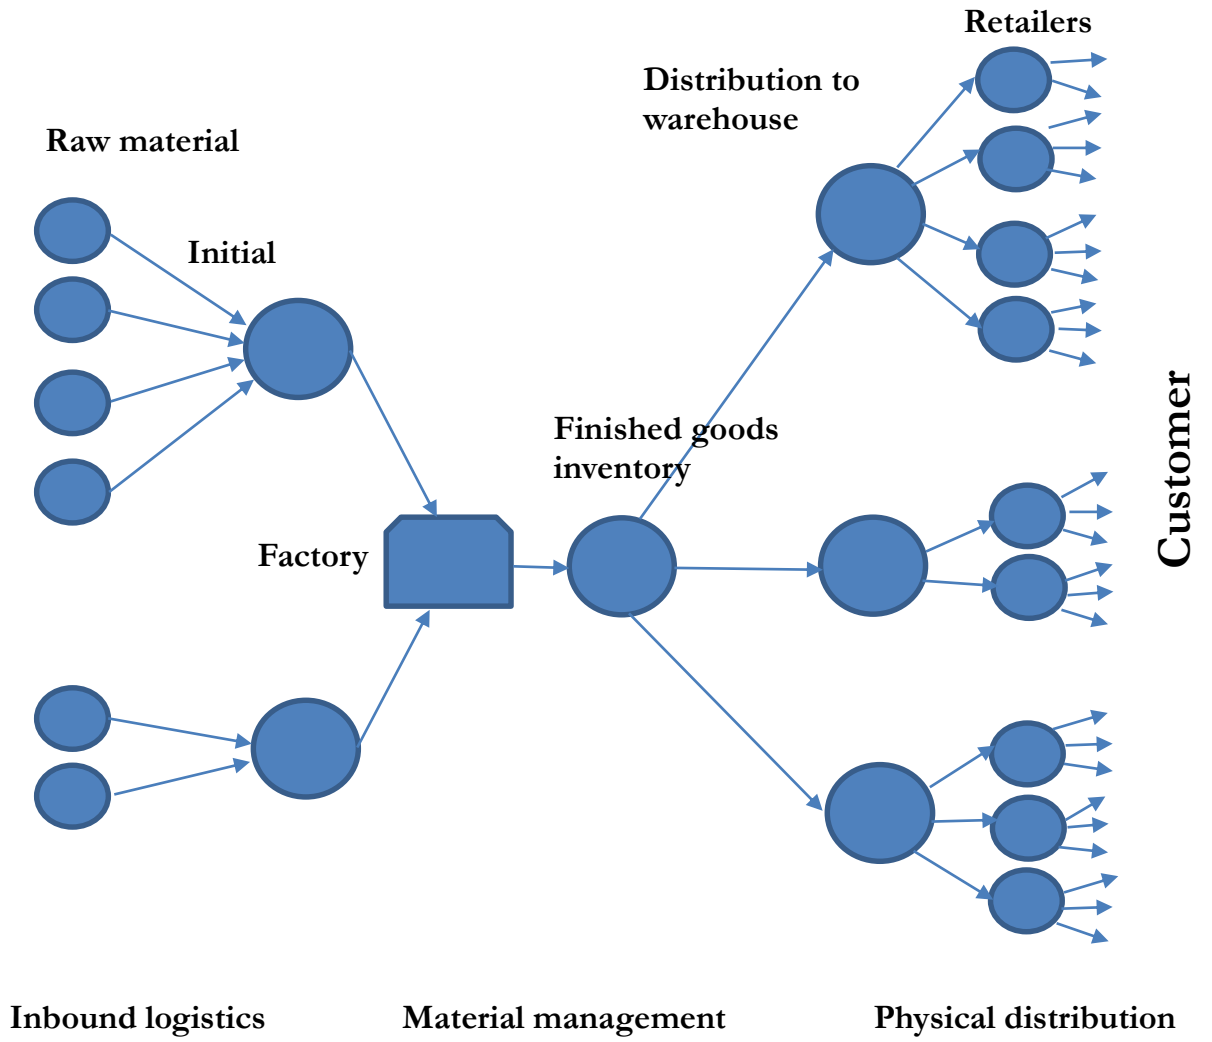 Retailers
Distribution to
warehouse
Raw material
Initial
Finished goods
inventory
Customer
Factory
Inbound logistics
Material management
Physical distribution